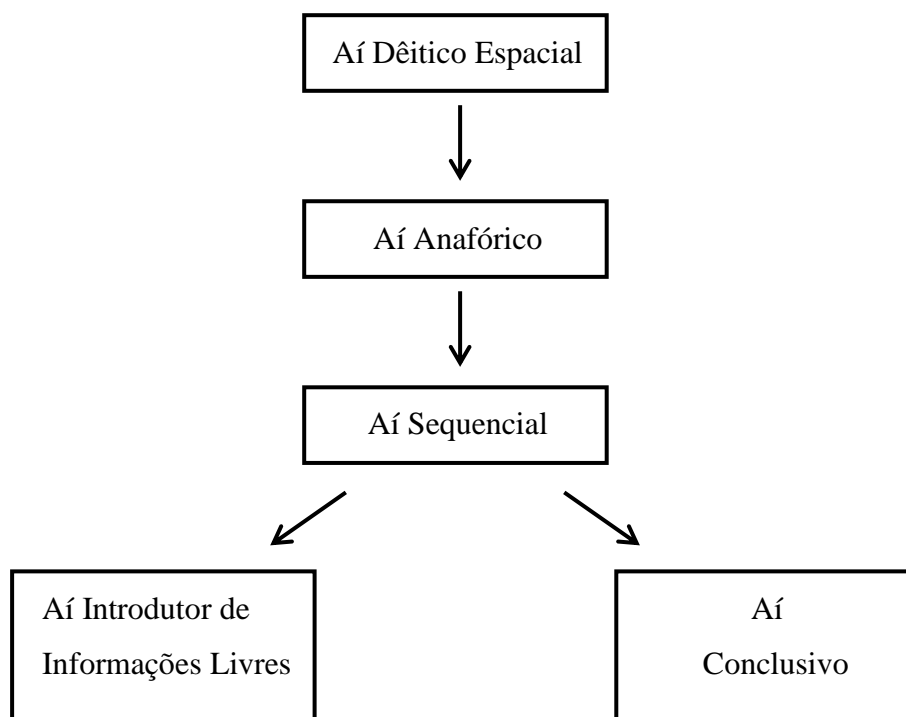 Aí Dêitico Espacial
Aí Anafórico
Aí Sequencial
Aí Introdutor de
Informações Livres
Aí
Conclusivo